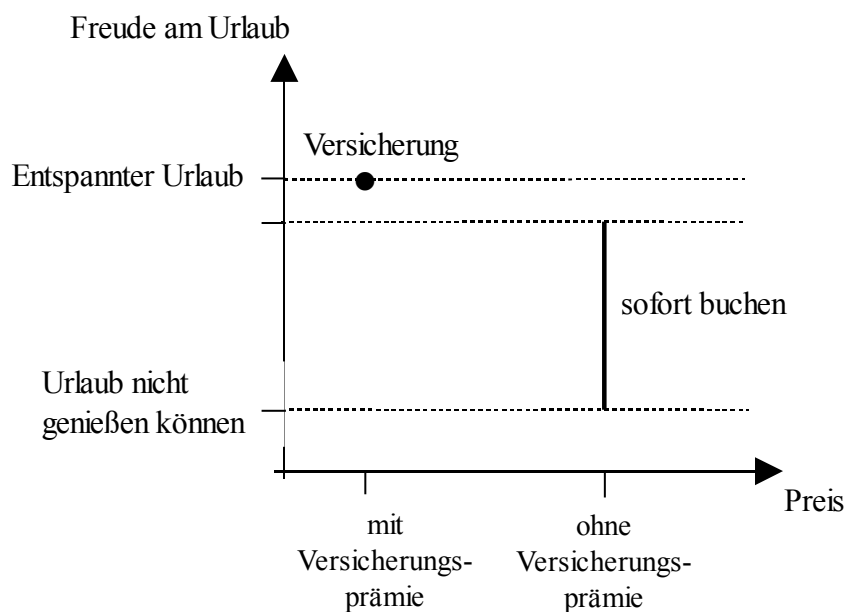 Freude am Urlaub
Versicherung
Entspannter Urlaub
sofort buchen
Urlaub nicht
genießen können
Preis
mit
Versicherungs-
prämie
ohne
Versicherungs-
prämie